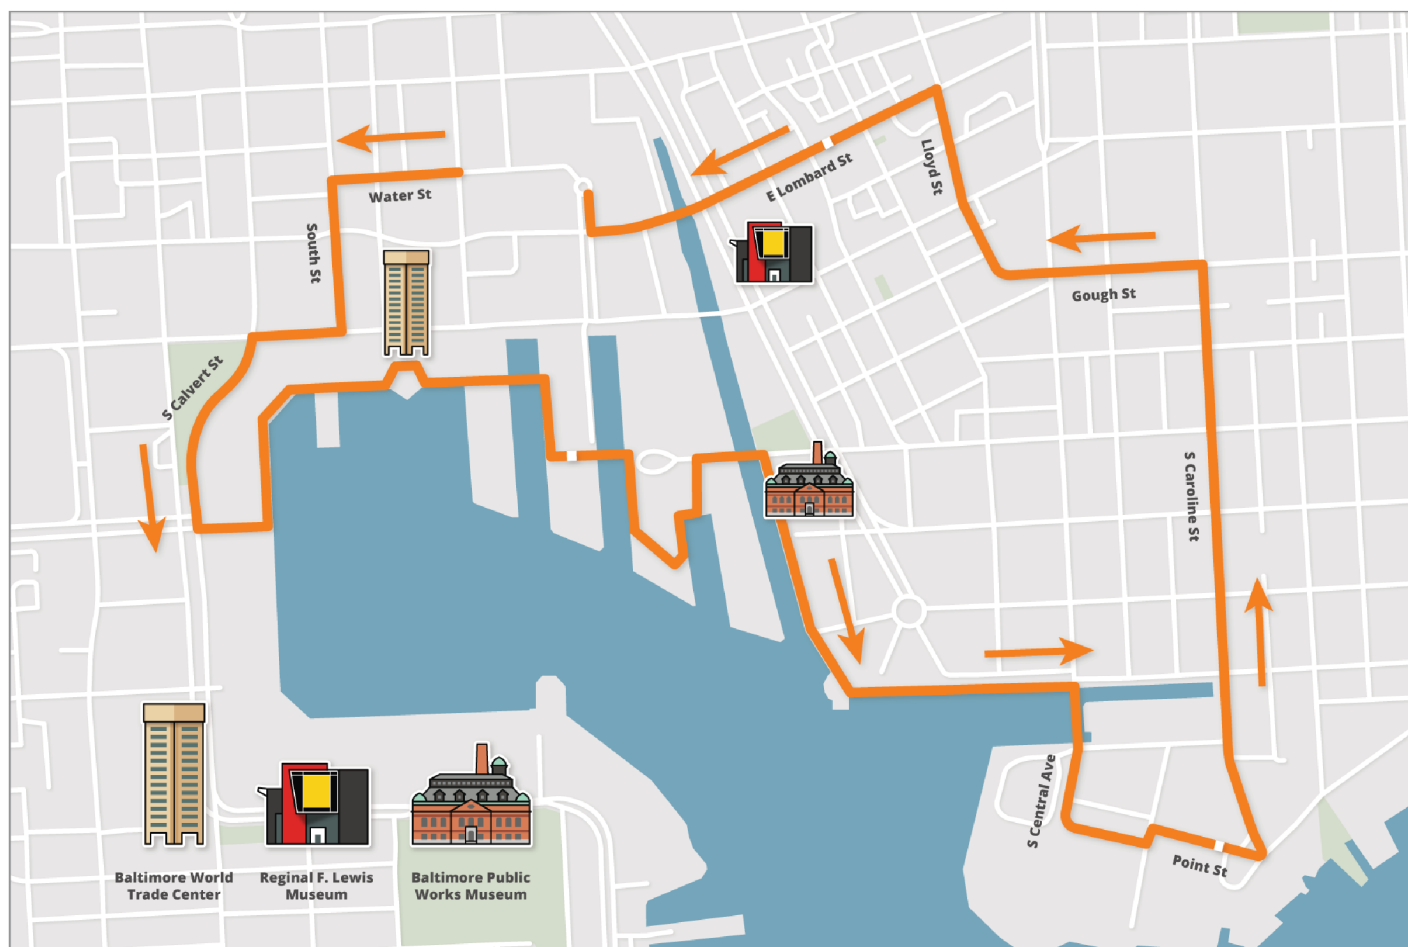 E Lombard St
Lloyd St
Water St
South St
Gough St
S Calvert St
S Caroline St
S Central Ave
Point St
Baltimore World
Trade Center
Reginal F. Lewis
Museum
Baltimore Public
Works Museum